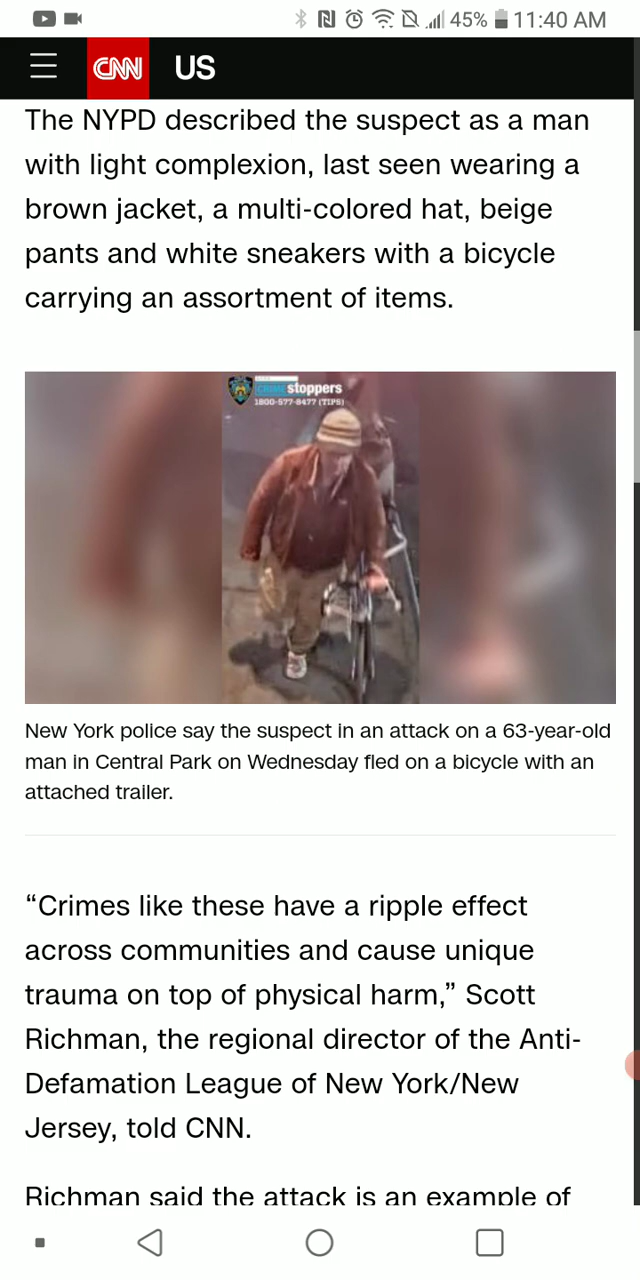 45% 11:40 AM
CNN US
The NYPD described the suspect as a man
with light complexion, last seen wearing a
brown jacket, a multi-colored hat, beige
pants and white sneakers with a bicycle
carrying an assortment of items.
stoppers
1800-577-8477 (TIPS)
New York police say the suspect in an attack on a 63-year-old
man in Central Park on Wednesday fled on a bicycle with an
attached trailer.
“Crimes like these have a ripple effect
across communities and cause unique
trauma on top of physical harm,” Scott
Richman, the regional director of the Anti-
Defamation League of New York/New
Jersey, told CNN.
Richman said the attack is an example of